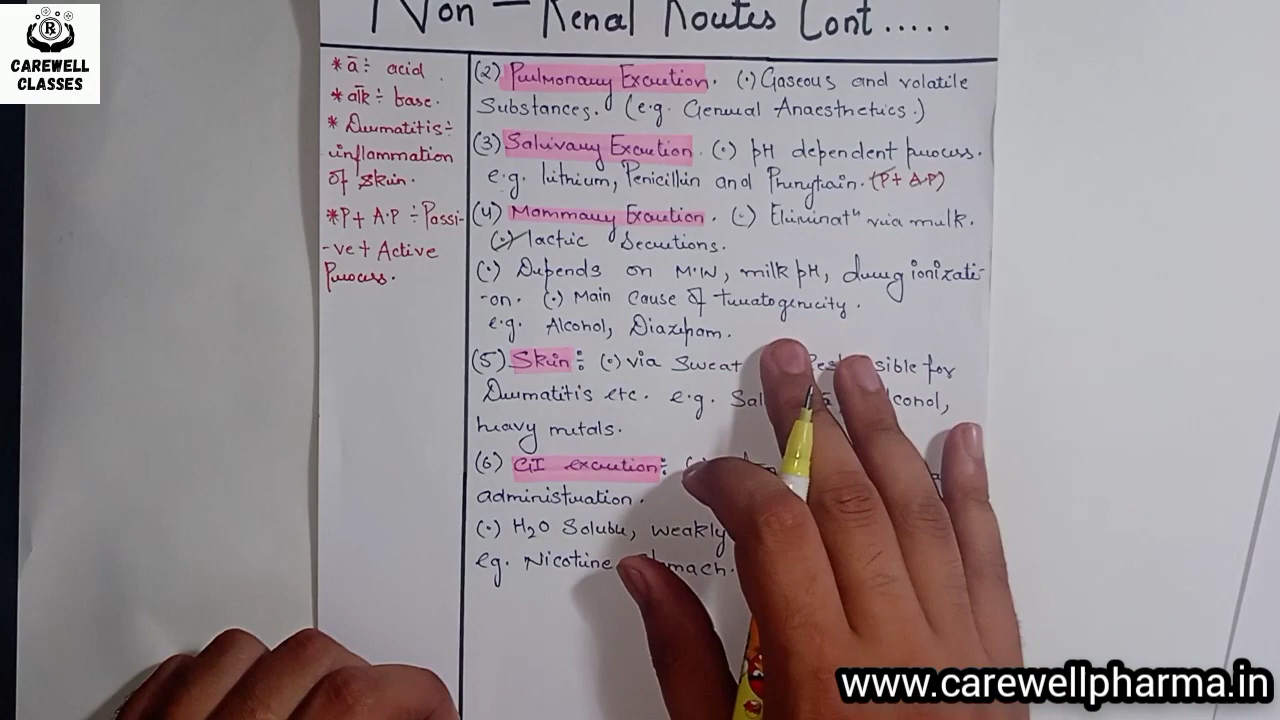 Non - Renal Routes Cont.....
Rx
CAREWELL
CLASSES
* ā ÷ acid.
* alk ÷ base.
* Dermatitis ÷
inflammation
of Skin.
* P+ A.P ÷ Passi-
-ve + Active
Process.
(2) Pulmonary Excretion. (•) Gaseous and volatile
Substances. (e.g. General Anaesthetics.)
(3) Salivary Excretion. (•) pH dependent process.
e.g. lithium, Penicillin and Phenytoin. (P+ A.P)
(4) Mammary Excretion. (•) Eliminatⁿ via milk.
(•) lactic Secretions.
(•) Depends on M.W, milk pH, drug ionizati-
-on. (•) Main Cause of teratogenicity.
e.g. Alcohol, Diazepam.
(5) Skin: (•) via Sweat for
Dermatitis etc. e.g.
heavy metals.
(6) GI excretion:
administration.
(•) H2O Soluble, weakly
eg. Nicotine
www.carewellpharma.in